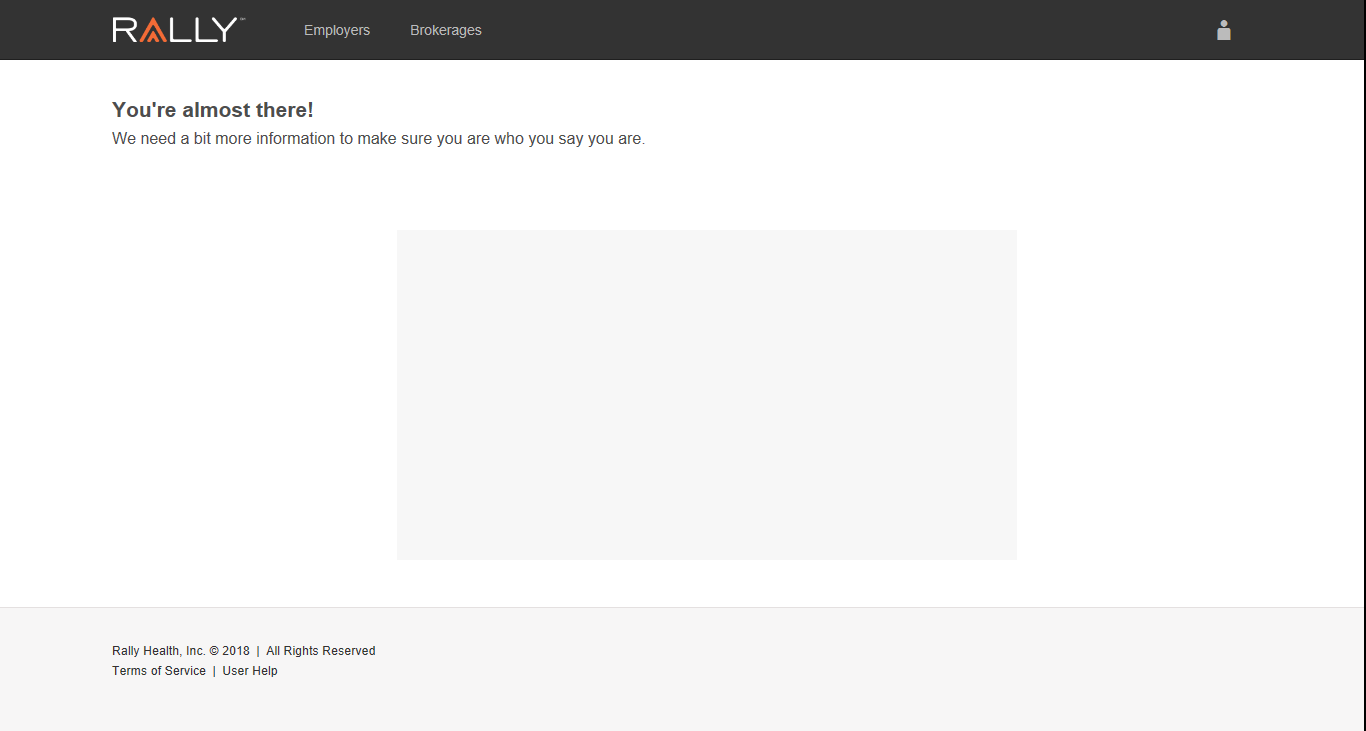 RALLY
Employers
Brokerages
You're almost there!
We need a bit more information to make sure you are who you say you are.
Rally Health, Inc. © 2018 | All Rights Reserved
Terms of Service | User Help